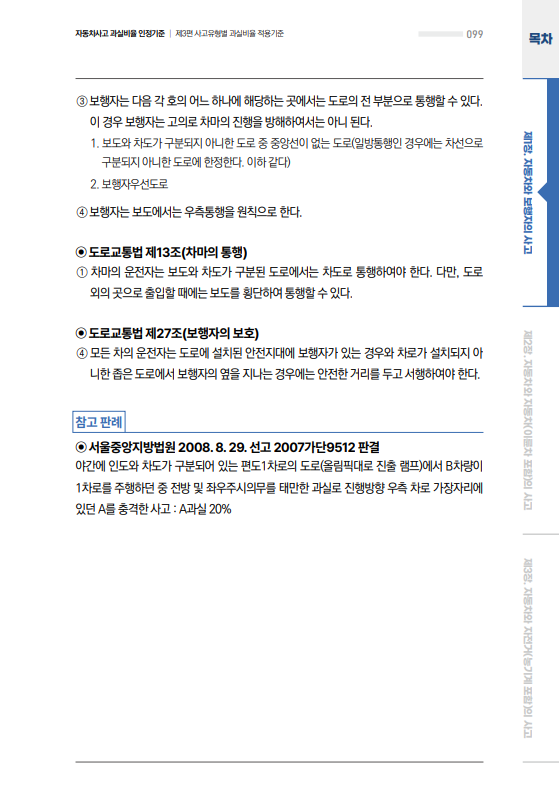 자동차사고 과실비율 인정기준 | 제3편 사고유형별 과실비율 적용기준
099
목차
③ 보행자는 다음 각 호의 어느 하나에 해당하는 곳에서는 도로의 전 부분으로 통행할 수 있다.
이 경우 보행자는 고의로 차마의 진행을 방해하여서는 아니 된다.
1. 보도와 차도가 구분되지 아니한 도로 중 중앙선이 없는 도로(일방통행인 경우에는 차선으로
구분되지 아니한 도로에 한정한다. 이하 같다)
2. 보행자우선도로
④ 보행자는 보도에서는 우측통행을 원칙으로 한다.
◉ 도로교통법 제13조(차마의 통행)
① 차마의 운전자는 보도와 차도가 구분된 도로에서는 차도로 통행하여야 한다. 다만, 도로
외의 곳으로 출입할 때에는 보도를 횡단하여 통행할 수 있다.
◉ 도로교통법 제27조(보행자의 보호)
④ 모든 차의 운전자는 도로에 설치된 안전지대에 보행자가 있는 경우와 차로가 설치되지 아
니한 좁은 도로에서 보행자의 옆을 지나는 경우에는 안전한 거리를 두고 서행하여야 한다.
참고 판례
◉ 서울중앙지방법원 2008. 8. 29. 선고 2007가단9512 판결
야간에 인도와 차도가 구분되어 있는 편도1차로의 도로(올림픽대로 진출 램프)에서 B차량이
1차로를 주행하던 중 전방 및 좌우주시의무를 태만한 과실로 진행방향 우측 차로 가장자리에
있던 A를 충격한 사고 : A과실 20%
제1장. 자동차와 보행자의 사고
제2장. 자동차와 자동차(이륜차 포함)의 사고
제3장. 자동차와 자전거(농기계 포함)의 사고